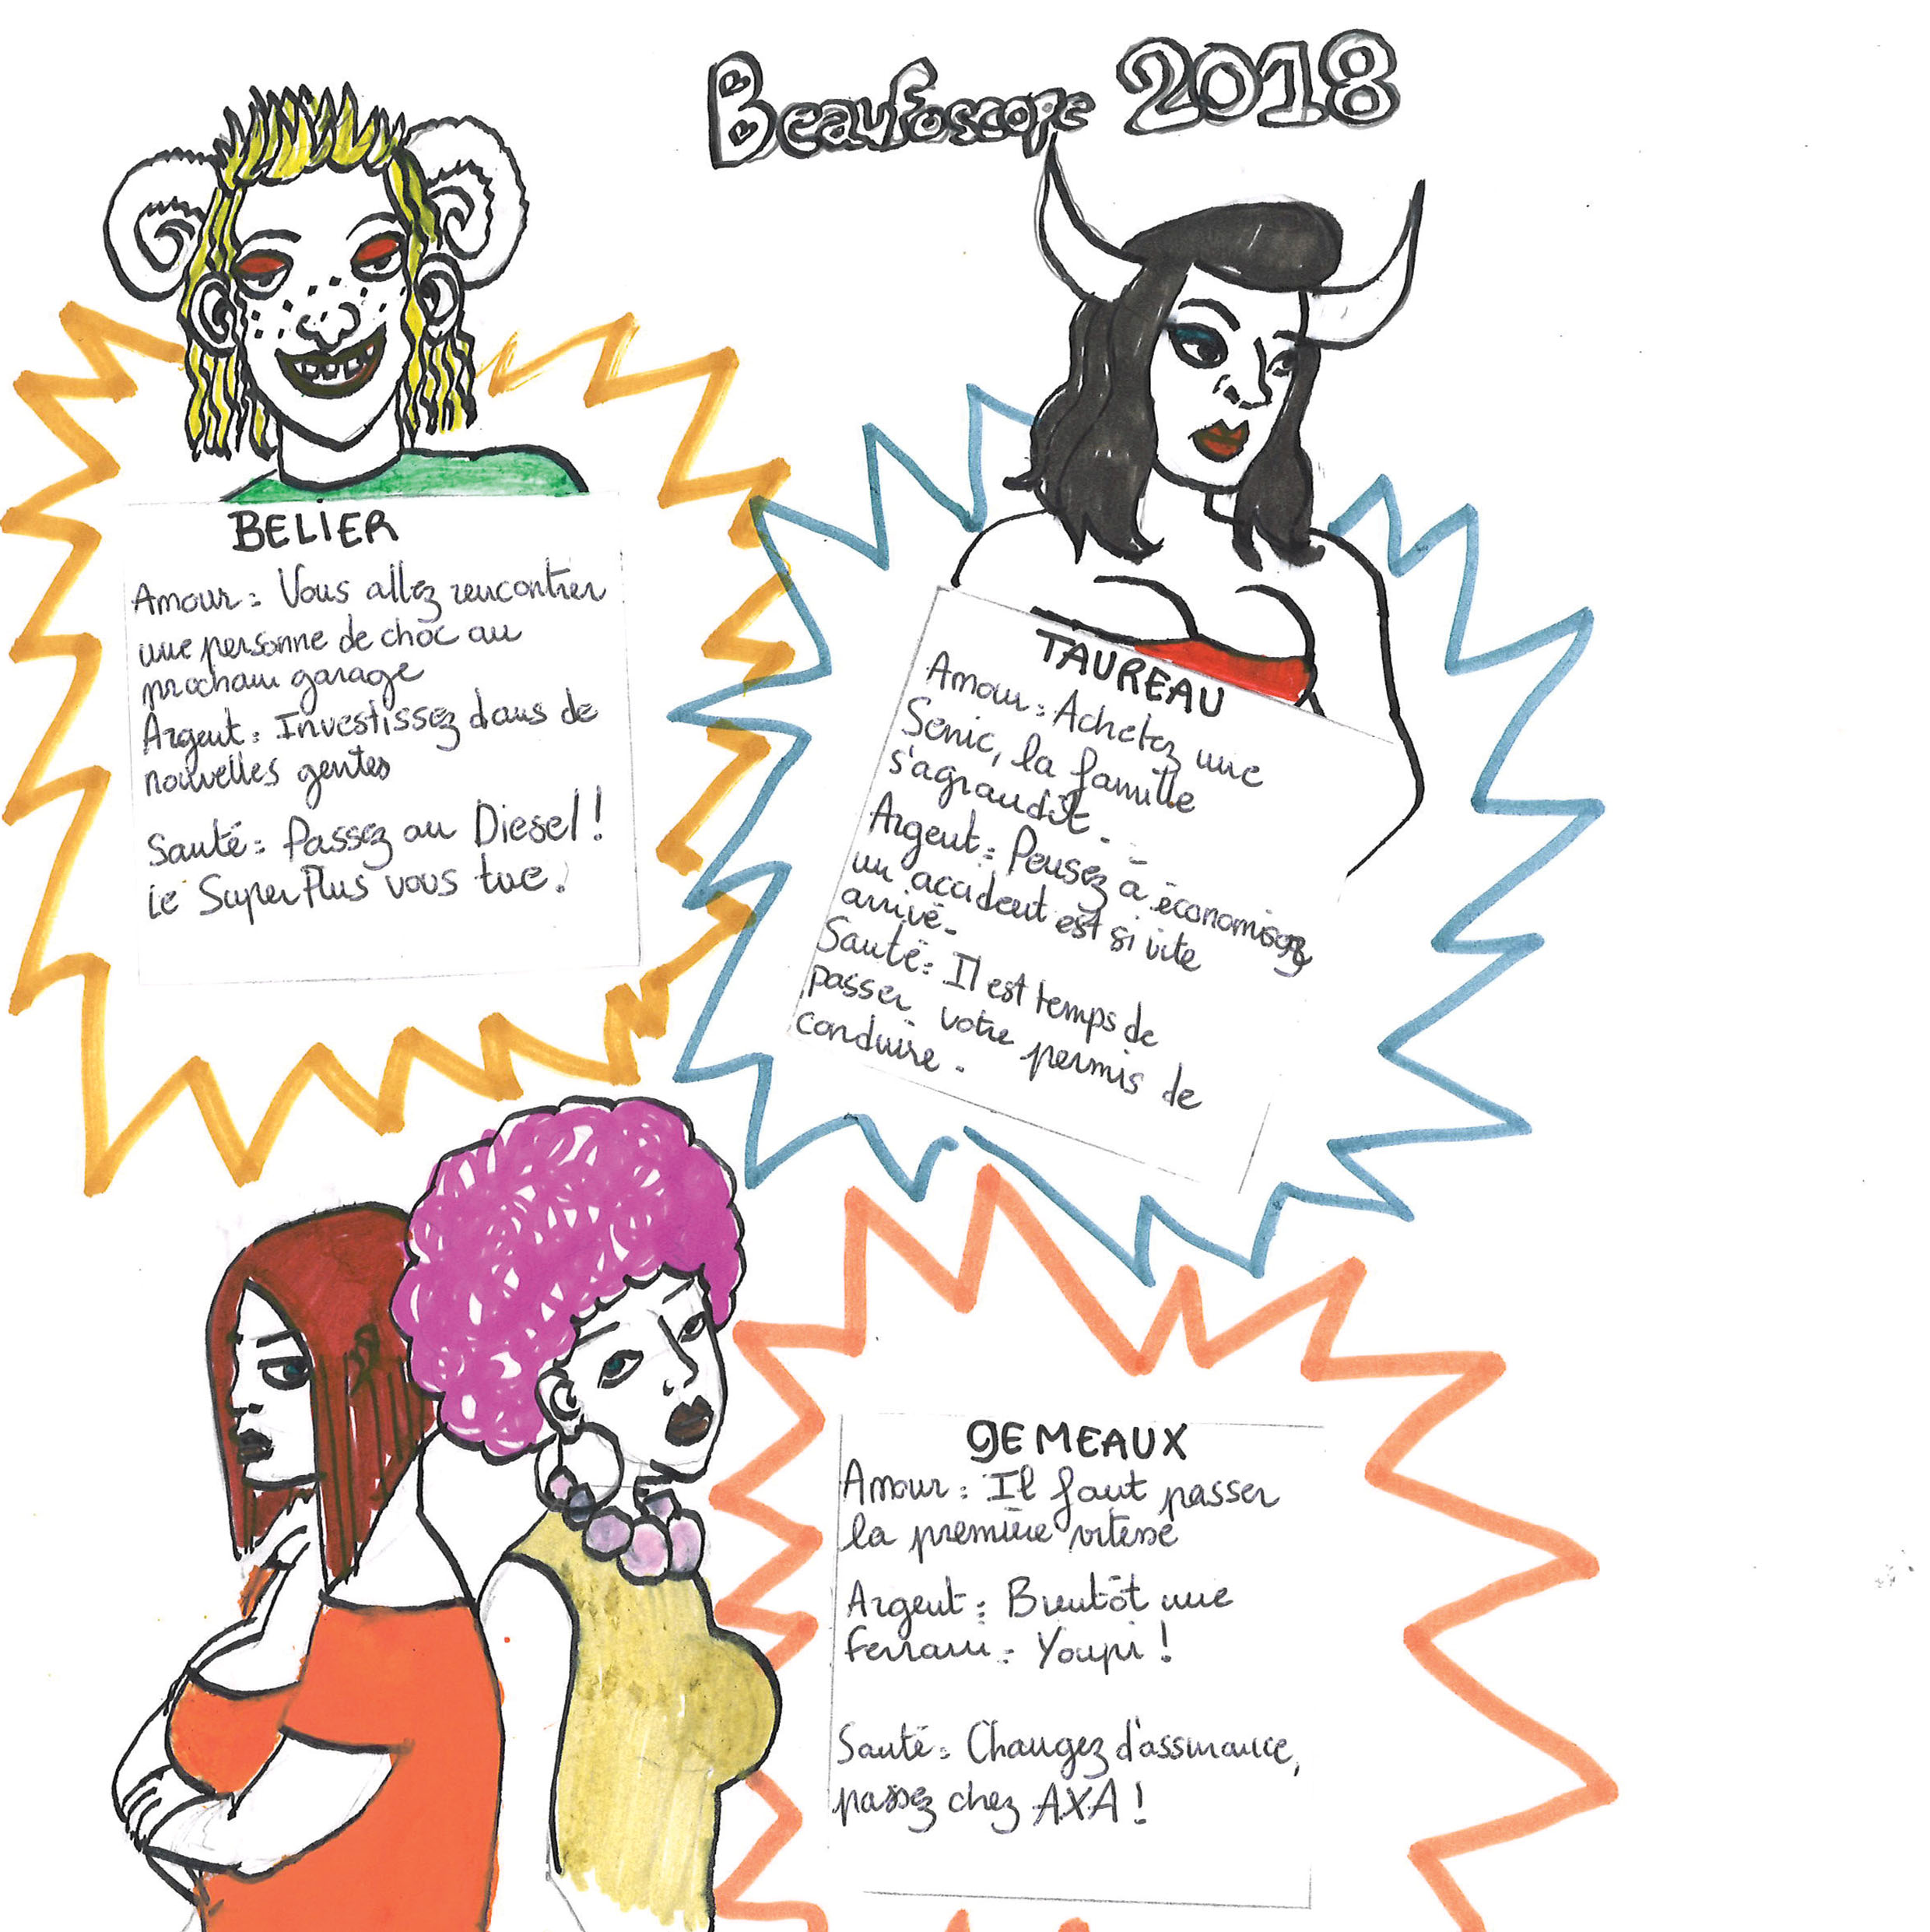 Beaufoscope 2018
BELIER
Amour : Vous allez rencontrer
une personne de choc au
prochain garage
Argent : Investissez dans de
nouvelles gentes
Santé : Passez au Diesel !
le SuperPlus vous tue.
TAUREAU
Amour : Achetez une
Senic, la famille
s'agrandit.
Argent : Pensez à économisez
un accident est si vite
arrivé.
Santé : Il est temps de
passer votre permis de
conduire.
GEMEAUX
Amour : Il faut passer
la première vitesse
Argent : Bientôt une
Ferrari : Youpi !
Santé : Changez d'assurance,
passez chez AXA !